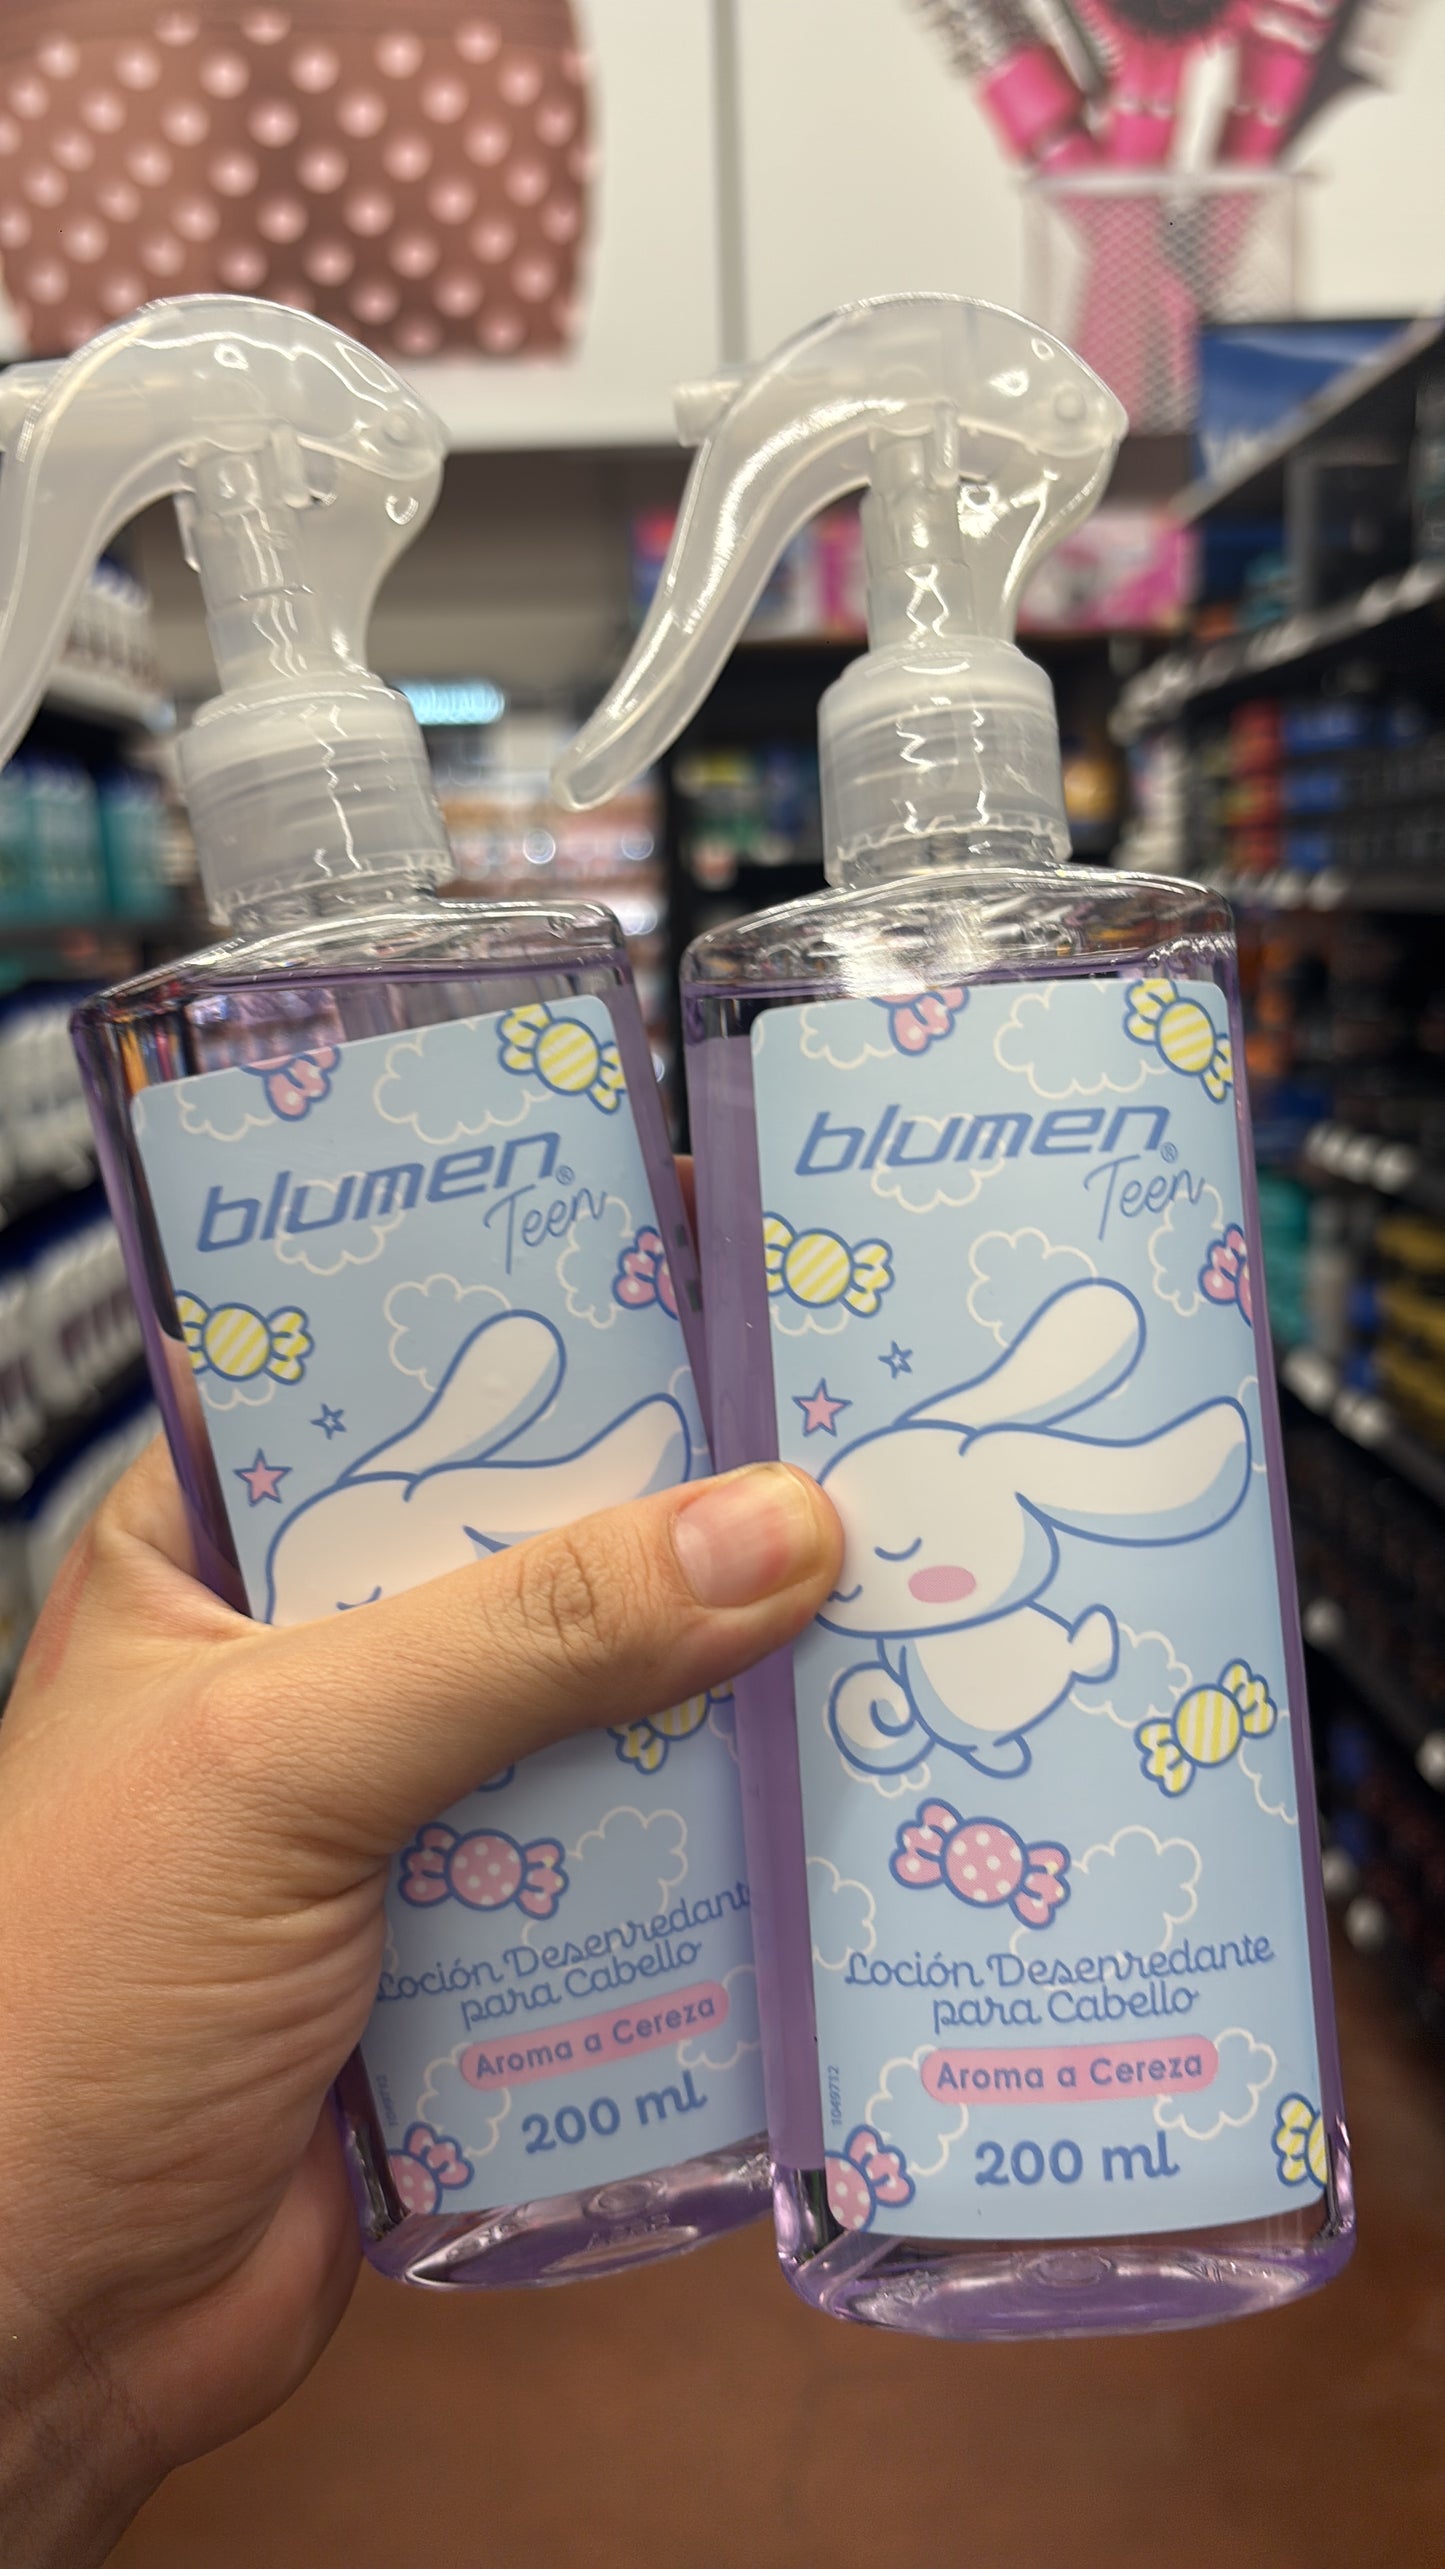 blumen®
Teen
Loción Desenredante
para Cabello
Aroma a Cereza
200 ml
blumen®
Teen
Loción Desenredante
para Cabello
Aroma a Cereza
200 ml
1049712